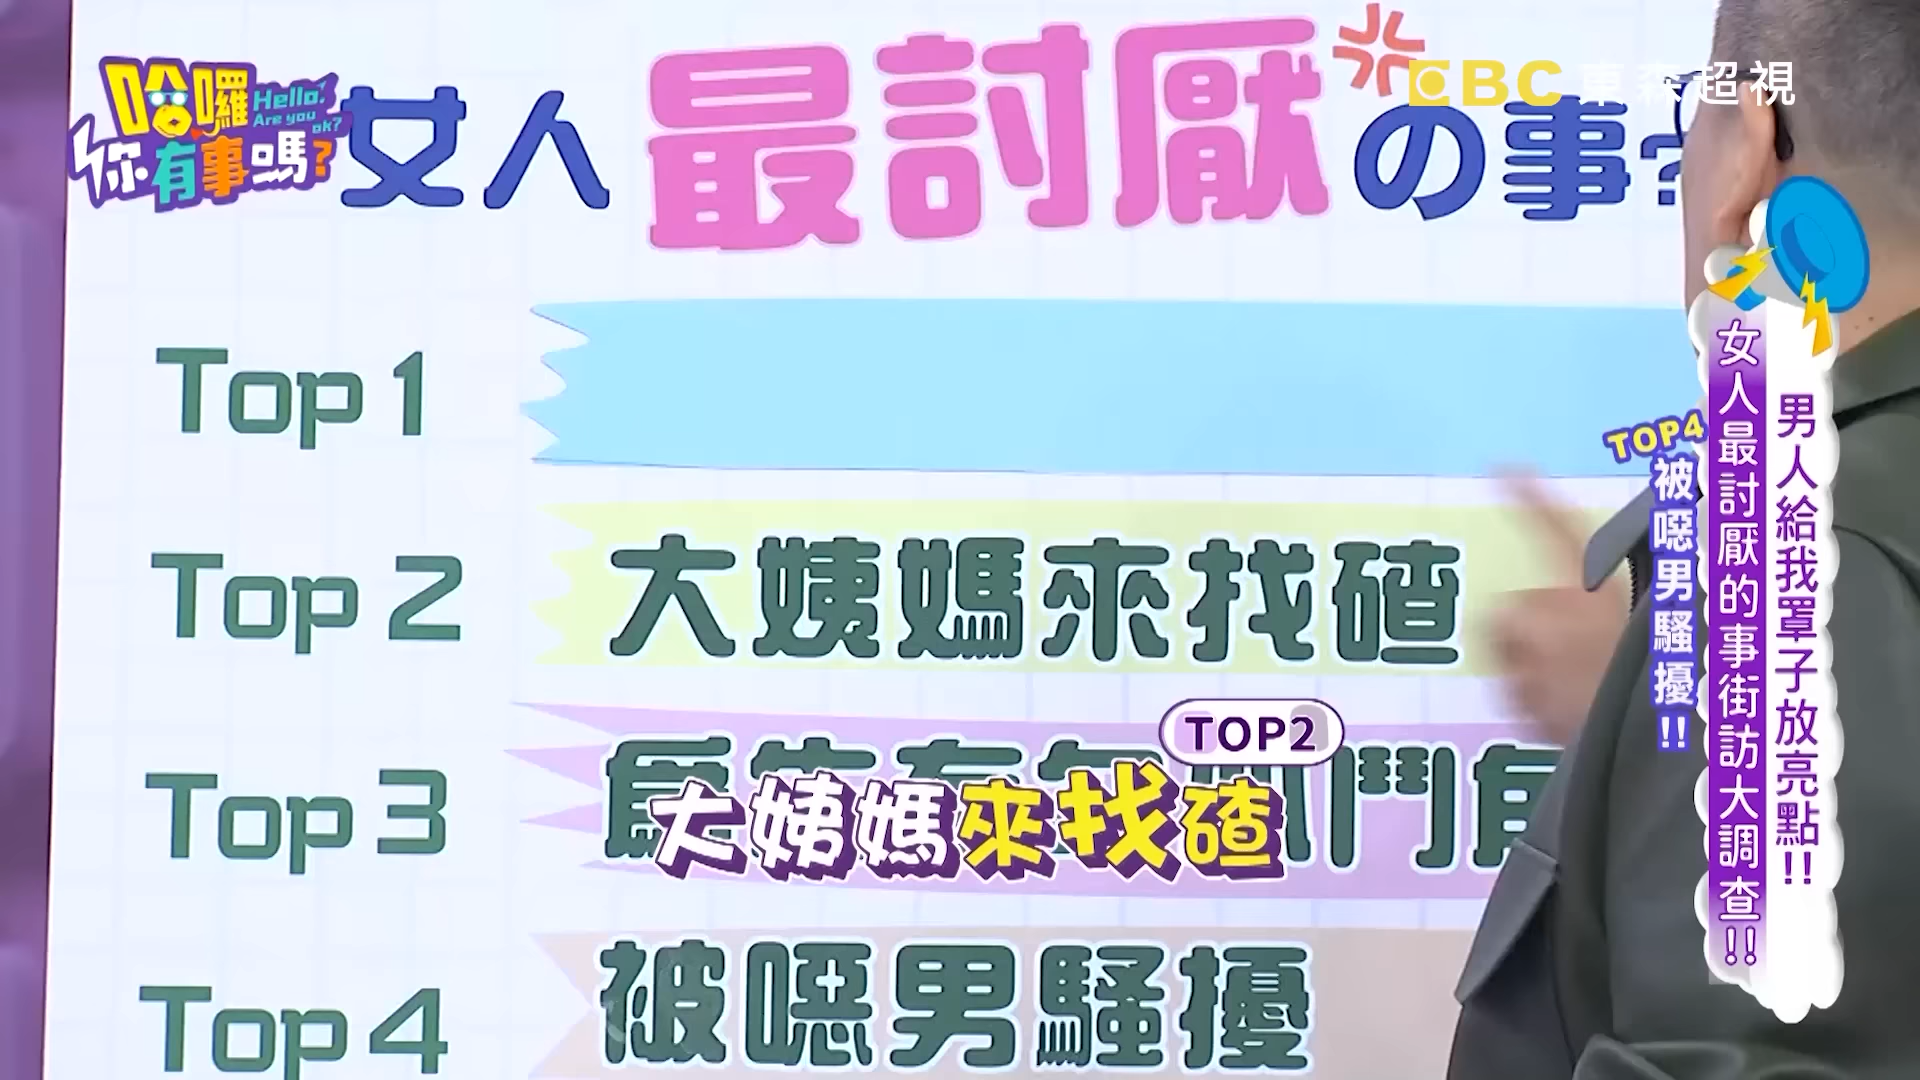 哈囉
Hello,
Are you
ok?
你有事嗎?
女人最討厭の事?
EBC 東森超視
Top 1
Top 2
大姨媽來找碴
Top 3
TOP2
大姨媽來找碴
Top 4
被噁男騷擾
男人給我罩子放亮點!!
女人最討厭的事街訪大調查!!
TOP4
被噁男騷擾!!